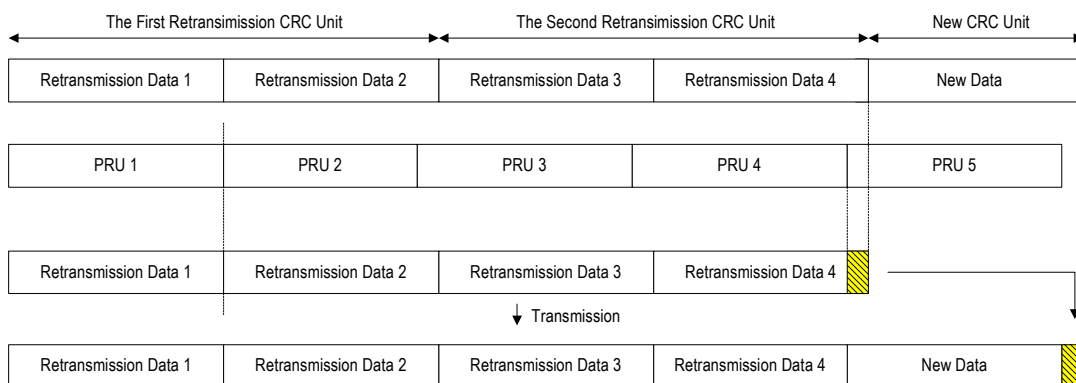 The First Retransimission CRC Unit The Second Retransimission CRC Unit New CRC Unit
Retransmission Data 1 Retransmission Data 2 Retransmission Data 3 Retransmission Data 4 New Data
PRU 1 PRU 2 PRU 3 PRU 4 PRU 5
Retransmission Data 1 Retransmission Data 2 Retransmission Data 3 Retransmission Data 4
Transmission
Retransmission Data 1 Retransmission Data 2 Retransmission Data 3 Retransmission Data 4 New Data